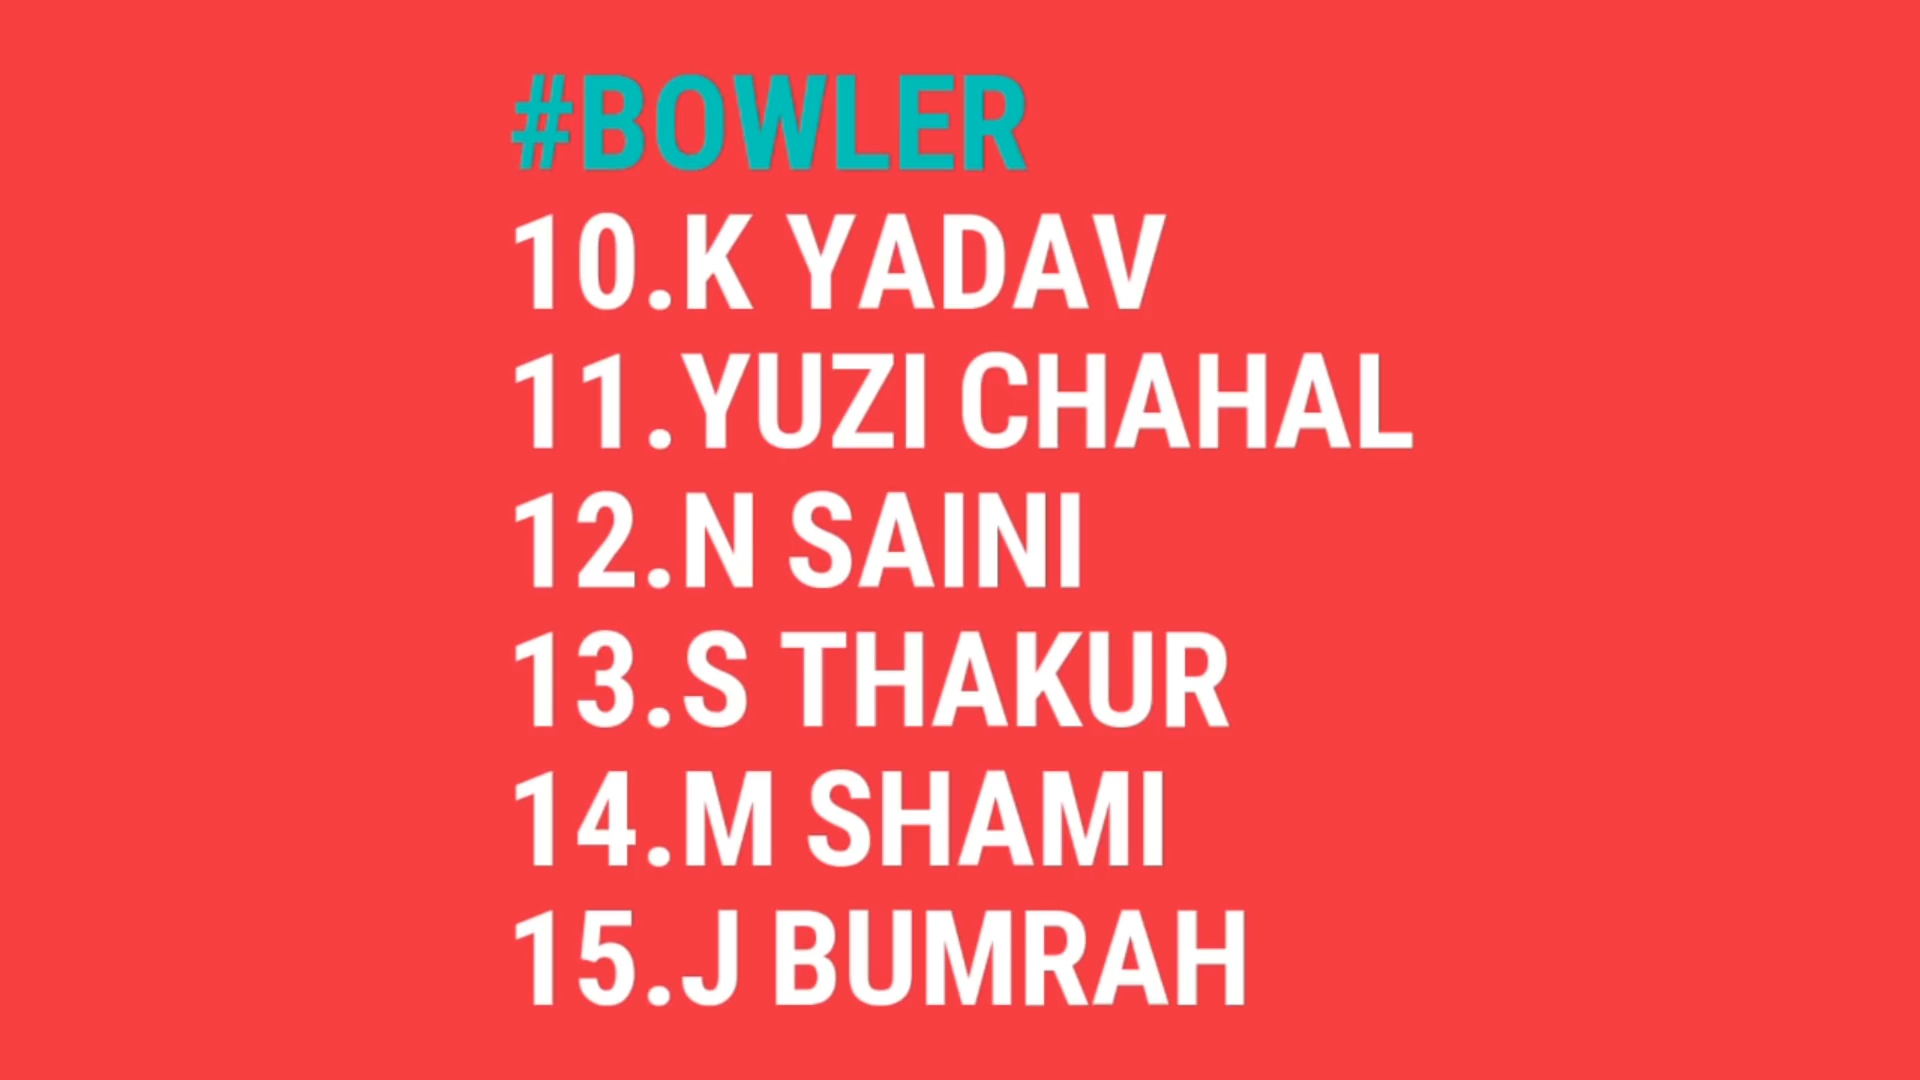 #BOWLER
10.K YADAV
11.YUZI CHAHAL
12.N SAINI
13.S THAKUR
14.M SHAMI
15.J BUMRAH